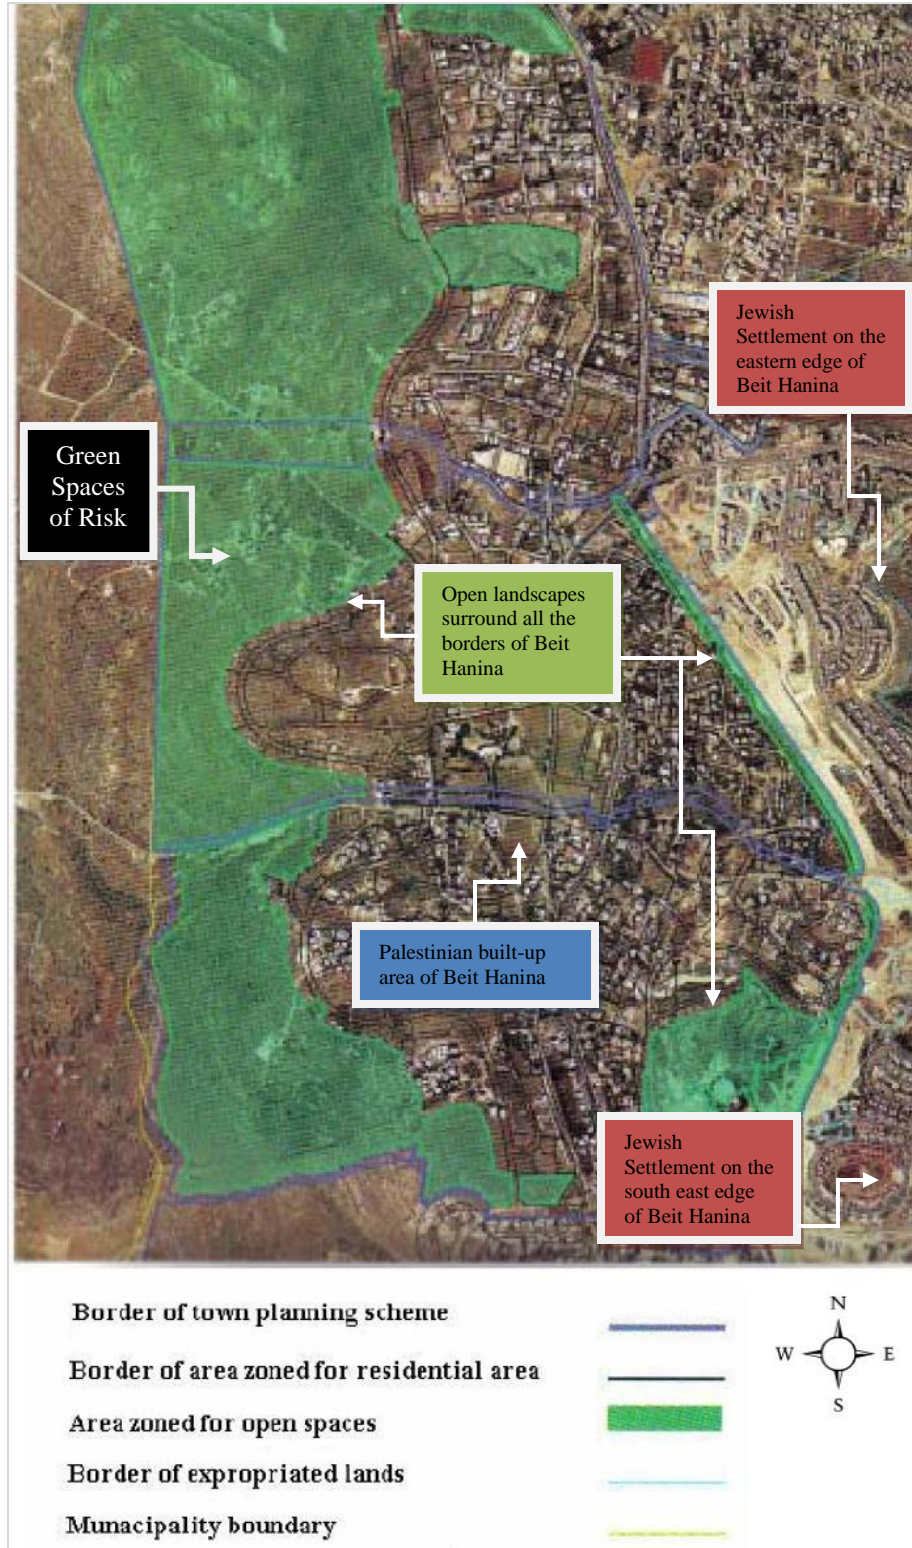 Jewish
Settlement on the
eastern edge of
Beit Hanina
Green
Spaces
of Risk
Open landscapes
surround all the
borders of Beit
Hanina
Palestinian built-up
area of Beit Hanina
Jewish
Settlement on the
south east edge
of Beit Hanina
Border of town planning scheme
Border of area zoned for residential area
Area zoned for open spaces
Border of expropriated lands
Munacipality boundary
N
W E
S